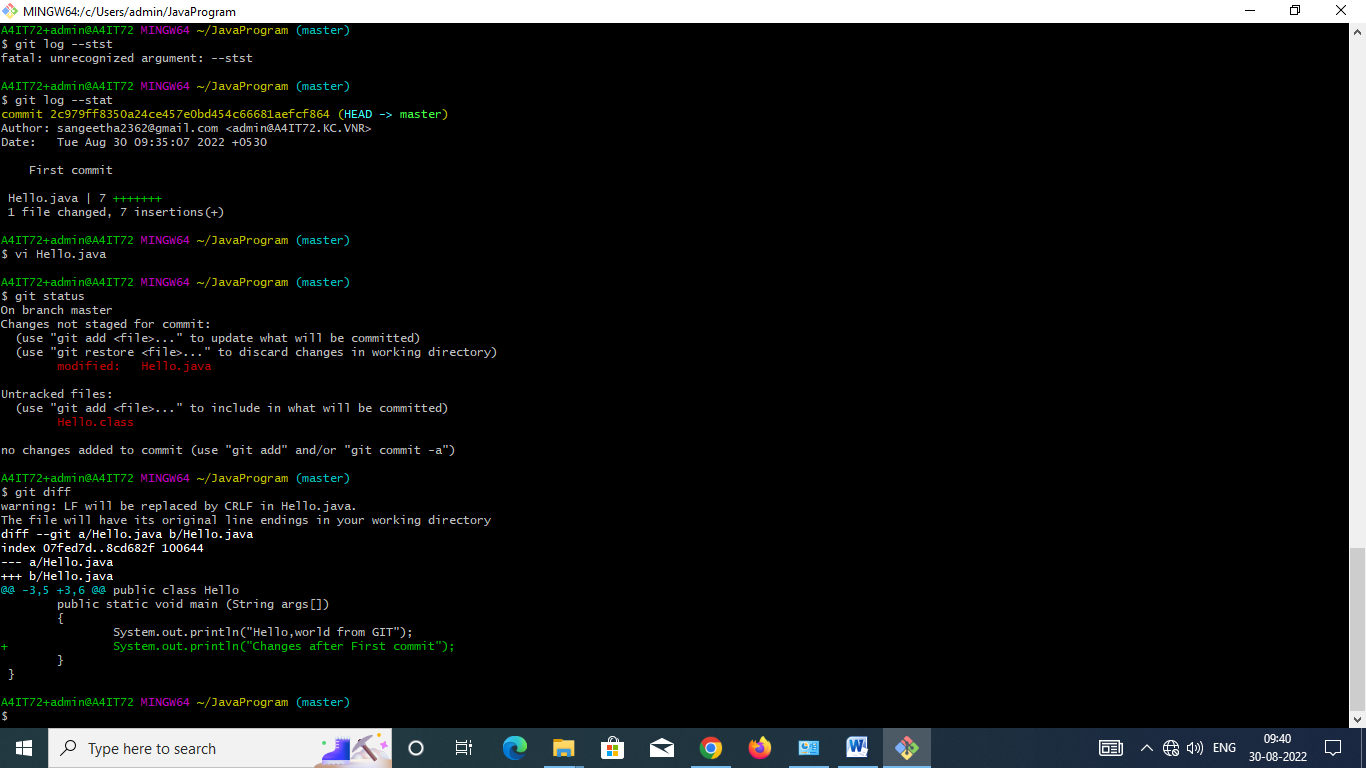 MINGW64:/c/Users/admin/JavaProgram
A4IT72+admin@A4IT72 MINGW64 ~/JavaProgram (master)
$ git log --stst
fatal: unrecognized argument: --stst
A4IT72+admin@A4IT72 MINGW64 ~/JavaProgram (master)
$ git log --stat
commit 2c979ff8350a24ce457e0bd454c66681aefcf864 (HEAD -> master)
Author: sangeetha2362@gmail.com <admin@A4IT72.KC.VNR>
Date:   Tue Aug 30 09:35:07 2022 +0530
    First commit
 Hello.java | 7 +++++++
 1 file changed, 7 insertions(+)
A4IT72+admin@A4IT72 MINGW64 ~/JavaProgram (master)
$ vi Hello.java
A4IT72+admin@A4IT72 MINGW64 ~/JavaProgram (master)
$ git status
On branch master
Changes not staged for commit:
  (use "git add <file>..." to update what will be committed)
  (use "git restore <file>..." to discard changes in working directory)
        modified:   Hello.java
Untracked files:
  (use "git add <file>..." to include in what will be committed)
        Hello.class
no changes added to commit (use "git add" and/or "git commit -a")
A4IT72+admin@A4IT72 MINGW64 ~/JavaProgram (master)
$ git diff
warning: LF will be replaced by CRLF in Hello.java.
The file will have its original line endings in your working directory
diff --git a/Hello.java b/Hello.java
index 07fed7d..8cd682f 100644
--- a/Hello.java
+++ b/Hello.java
@@ -3,5 +3,6 @@ public class Hello
        public static void main (String args[])
        {
                System.out.println("Hello,world from GIT");
+               System.out.println("Changes after First commit");
        }
 }
A4IT72+admin@A4IT72 MINGW64 ~/JavaProgram (master)
$
Type here to search
W
ENG
09:40
30-08-2022